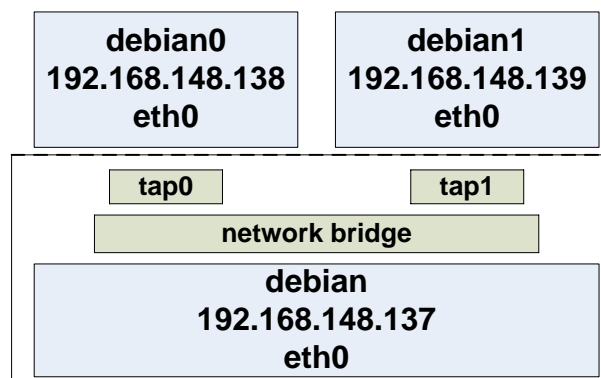 debian0
192.168.148.138
eth0
debian1
192.168.148.139
eth0
tap0
tap1
network bridge
debian
192.168.148.137
eth0